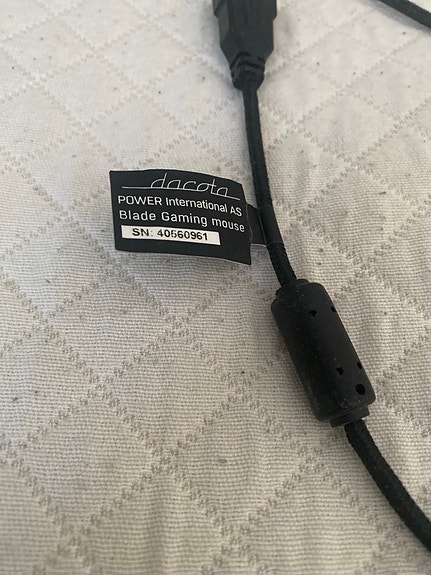 dacota
POWER International AS
Blade Gaming mouse
SN: 40560961